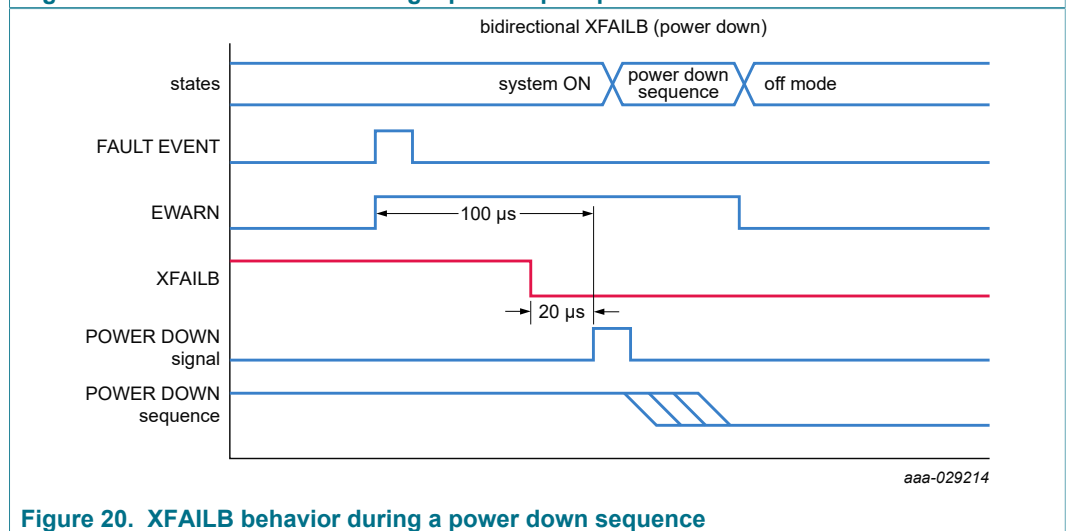 bidirectional XFAILB (power down)
states
system ON
power down
sequence
off mode
FAULT EVENT
EWARN
100 µs
XFAILB
20 µs
POWER DOWN
signal
POWER DOWN
sequence
aaa-029214
Figure 20. XFAILB behavior during a power down sequence